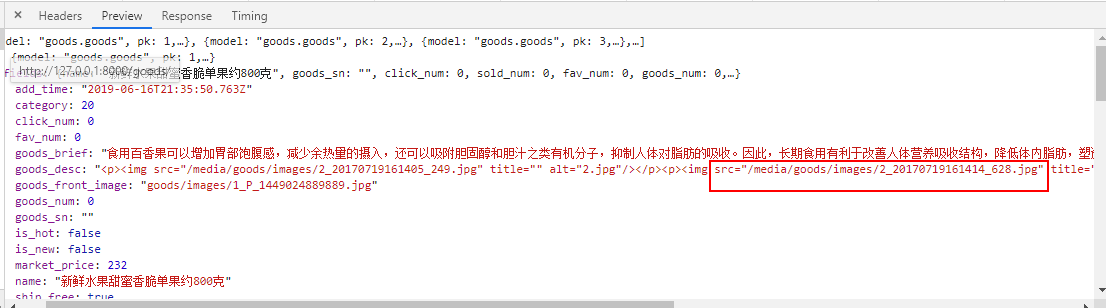 × Headers Preview Response Timing
del: "goods.goods", pk: 1,…}, {model: "goods.goods", pk: 2,…}, {model: "goods.goods", pk: 3,…},…]
{model: "goods.goods", pk: 1,…}
"新鲜水果甜蜜香脆单果约800克", goods_sn: "", click_num: 0, sold_num: 0, fav_num: 0, goods_num: 0,…}
http://127.0.0.1:8000/goods/
add_time: "2019-06-16T21:35:50.763Z"
category: 20
click_num: 0
fav_num: 0
goods_brief: "食用百香果可以增加胃部饱腹感，减少余热量的摄入，还可以吸附胆固醇和胆汁之类有机分子，抑制人体对脂肪的吸收。因此，长期食用有利于改善人体营养吸收结构，降低体内脂肪，塑造
goods_desc: "<p><img src="/media/goods/images/2_20170719161405_249.jpg" title="" alt="2.jpg"/></p><p><img src="/media/goods/images/2_20170719161414_628.jpg" title="
goods_front_image: "goods/images/1_P_1449024889889.jpg"
goods_num: 0
goods_sn: ""
is_hot: false
is_new: false
market_price: 232
name: "新鲜水果甜蜜香脆单果约800克"
ship_free: true